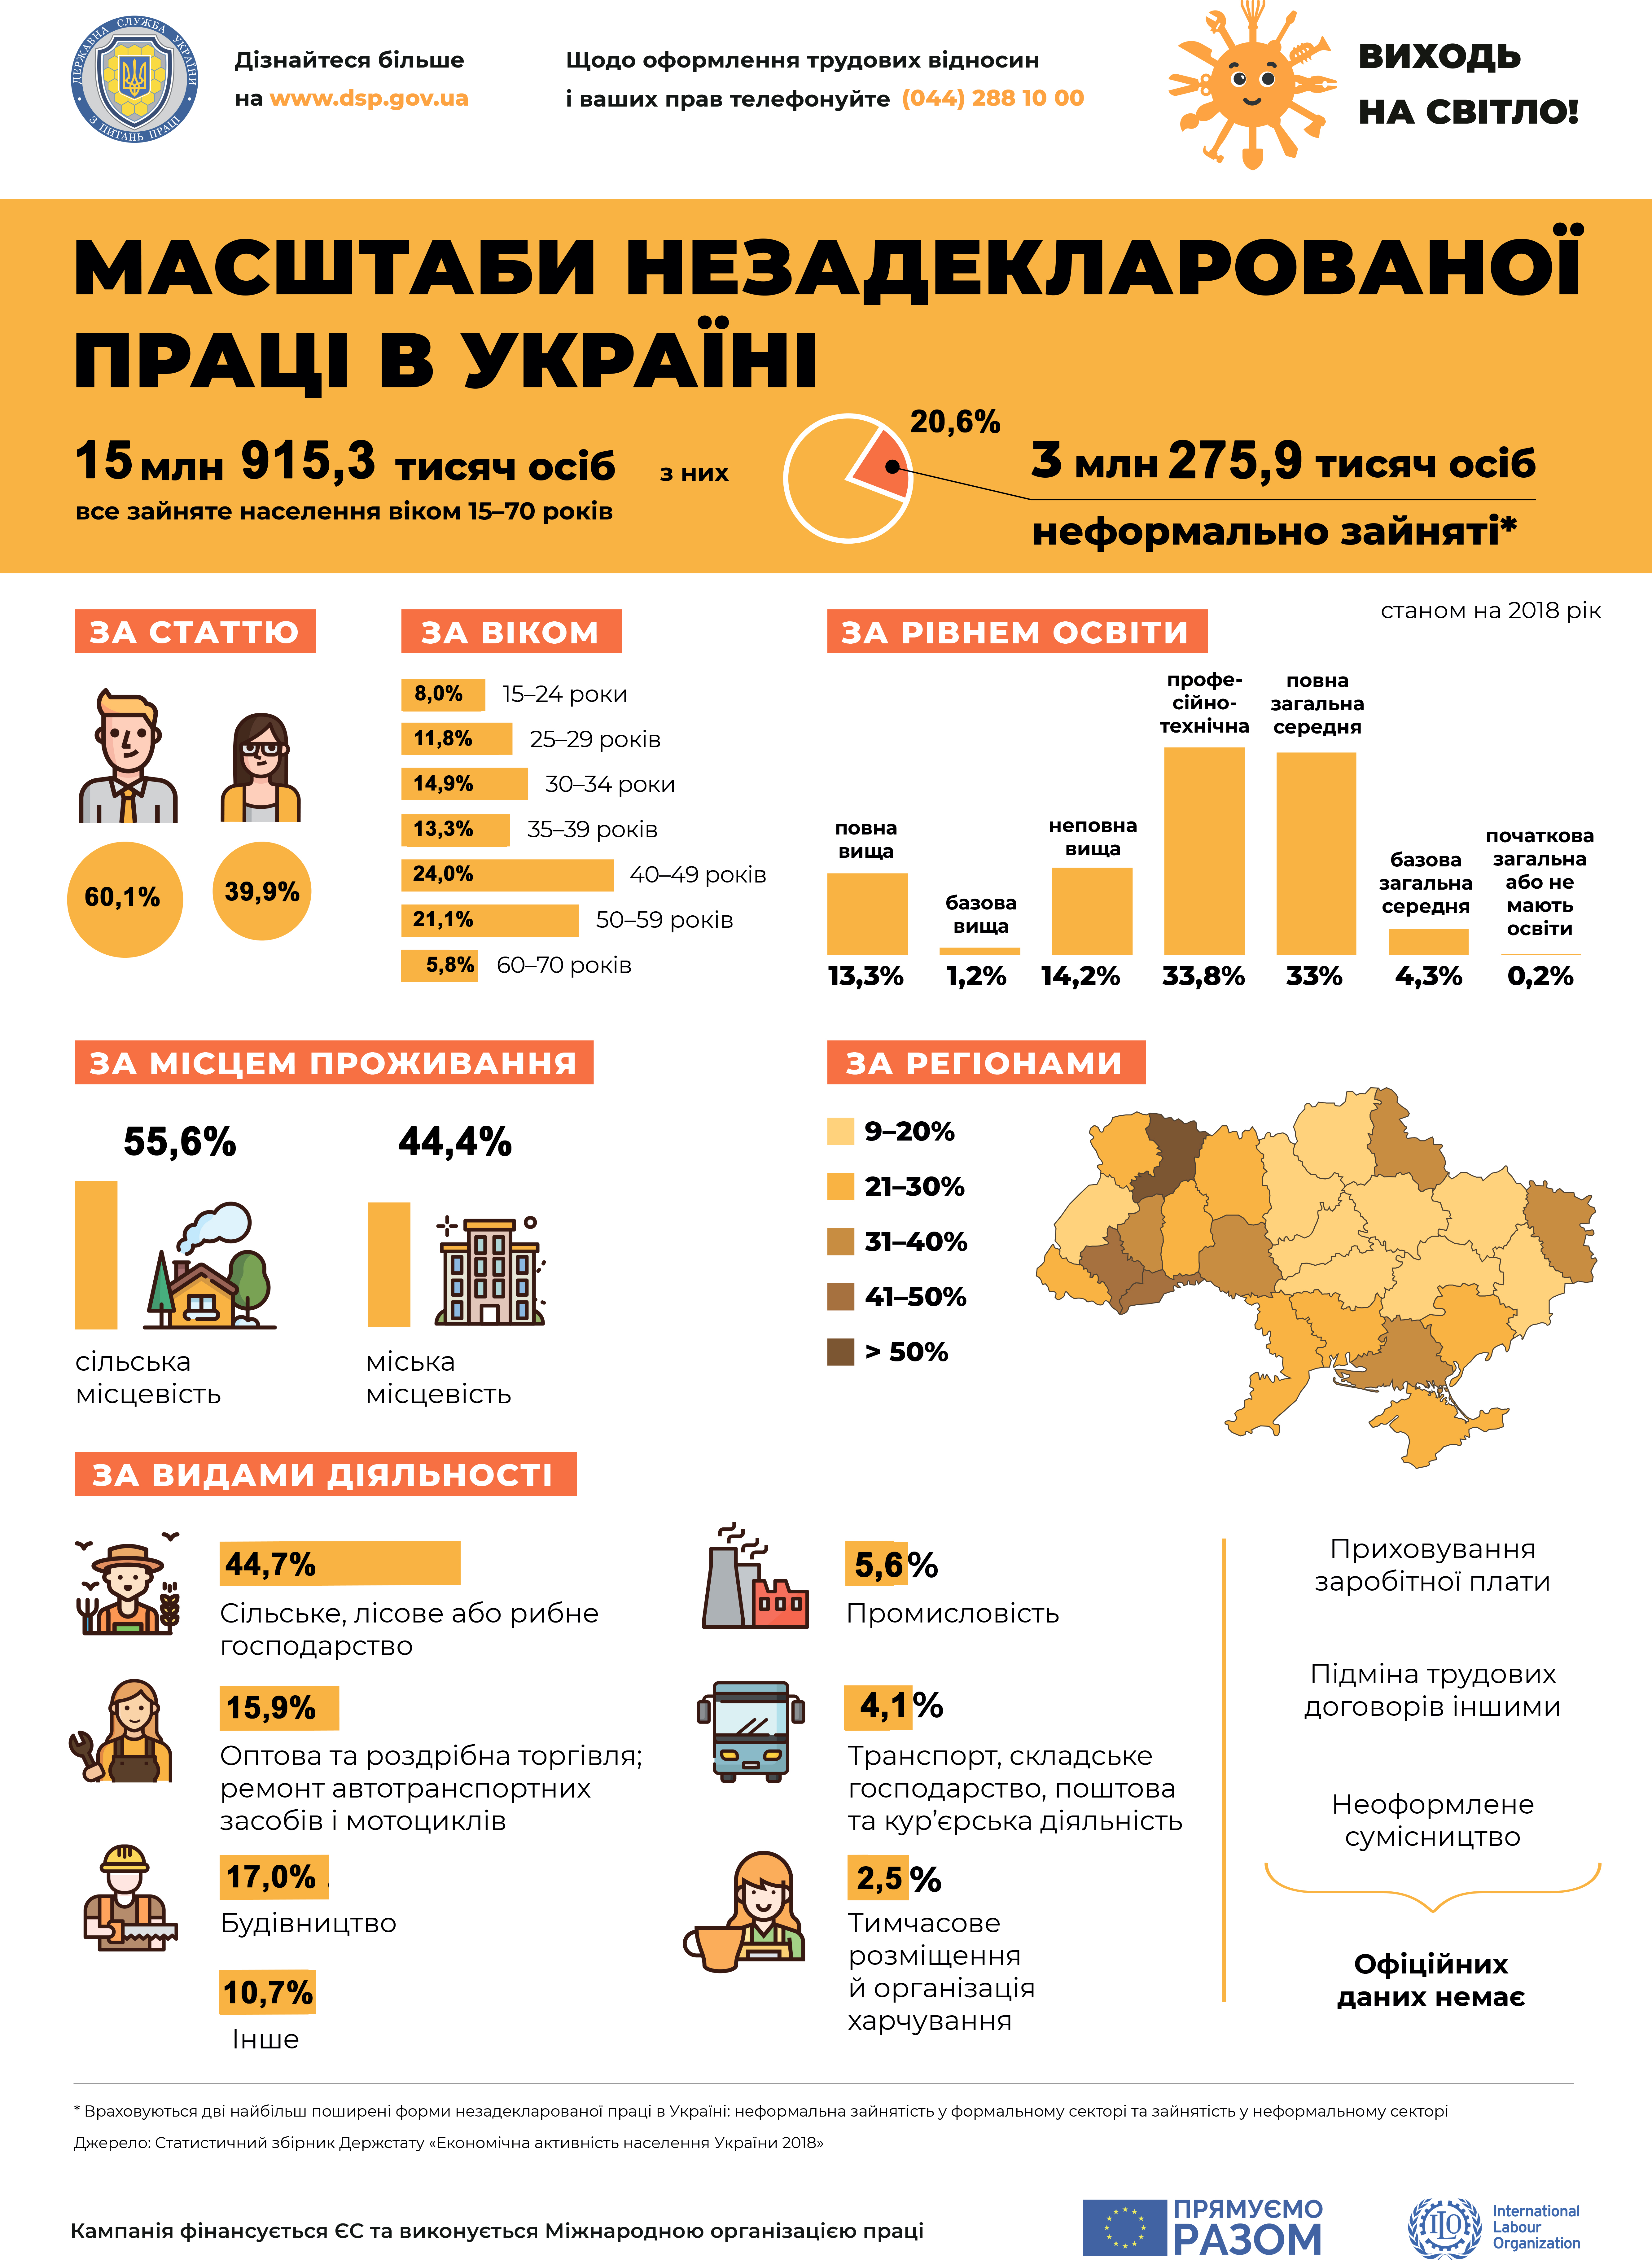 ДЕРЖАВНА СЛУЖБА УКРАЇНИ
З ПИТАНЬ ПРАЦІ
Дізнайтеся більше
на www.dsp.gov.ua
Щодо оформлення трудових відносин
і ваших прав телефонуйте (044) 288 10 00
ВИХОДЬ
НА СВІТЛО!
МАСШТАБИ НЕЗАДЕКЛАРОВАНОЇ
ПРАЦІ В УКРАЇНІ
15 млн 915,3 тисяч осіб
все зайняте населення віком 15–70 років
з них
20,6%
3 млн 275,9 тисяч осіб
неформально зайняті*
станом на 2018 рік
ЗА СТАТТЮ
60,1%
39,9%
ЗА ВІКОМ
8,0% 15–24 роки
11,8% 25–29 років
14,9% 30–34 роки
13,3% 35–39 років
24,0% 40–49 років
21,1% 50–59 років
5,8% 60–70 років
ЗА РІВНЕМ ОСВІТИ
повна
вища
13,3%
базова
вища
1,2%
неповна
вища
14,2%
профе-
сійно-
технічна
33,8%
повна
загальна
середня
33%
базова
загальна
середня
4,3%
початкова
загальна
або не
мають
освіти
0,2%
ЗА МІСЦЕМ ПРОЖИВАННЯ
55,6%
сільська
місцевість
44,4%
міська
місцевість
ЗА РЕГІОНАМИ
9–20%
21–30%
31–40%
41–50%
> 50%
ЗА ВИДАМИ ДІЯЛЬНОСТІ
44,7%
Сільське, лісове або рибне
господарство
15,9%
Оптова та роздрібна торгівля;
ремонт автотранспортних
засобів і мотоциклів
17,0%
Будівництво
10,7%
Інше
5,6%
Промисловість
4,1%
Транспорт, складське
господарство, поштова
та кур’єрська діяльність
2,5%
Тимчасове
розміщення
й організація
харчування
Приховування
заробітної плати
Підміна трудових
договорів іншими
Неоформлене
сумісництво
Офіційних
даних немає
* Враховуються дві найбільш поширені форми незадекларованої праці в Україні: неформальна зайнятість у формальному секторі та зайнятість у неформальному секторі
Джерело: Статистичний збірник Держстату «Економічна активність населення України 2018»
Кампанія фінансується ЄС та виконується Міжнародною організацією праці
ПРЯМУЄМО
РАЗОМ
ILO
International
Labour
Organization